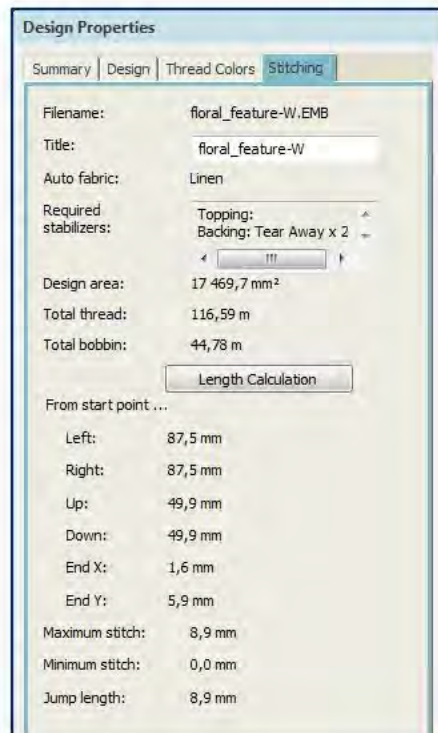 Design Properties
Summary Design Thread Colors Stitching
Filename: floral_feature-W.EMB
Title: floral_feature-W
Auto fabric: Linen
Required stabilizers: Topping:
Backing: Tear Away x 2
Design area: 17 469,7 mm²
Total thread: 116,59 m
Total bobbin: 44,78 m
Length Calculation
From start point ...
Left: 87,5 mm
Right: 87,5 mm
Up: 49,9 mm
Down: 49,9 mm
End X: 1,6 mm
End Y: 5,9 mm
Maximum stitch: 8,9 mm
Minimum stitch: 0,0 mm
Jump length: 8,9 mm